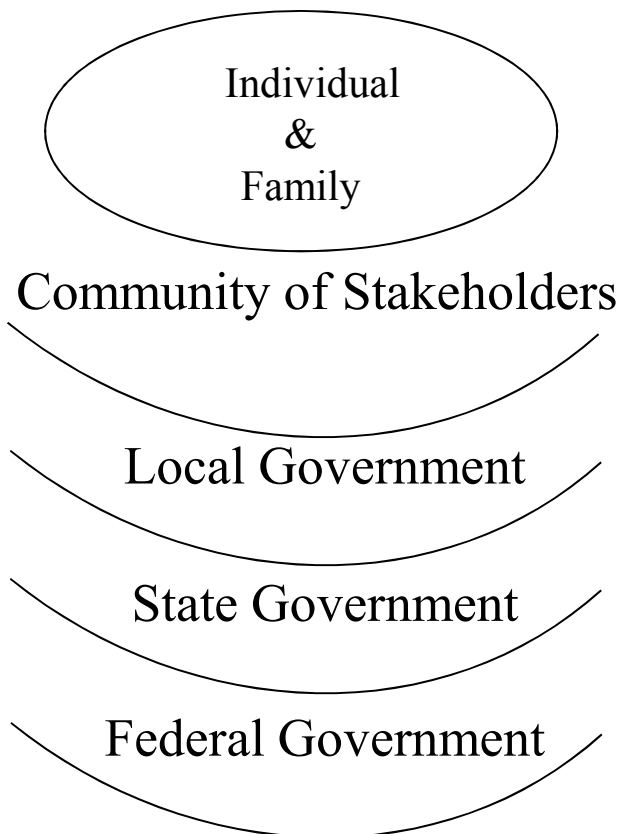 Individual
&
Family
Community of Stakeholders
Local Government
State Government
Federal Government